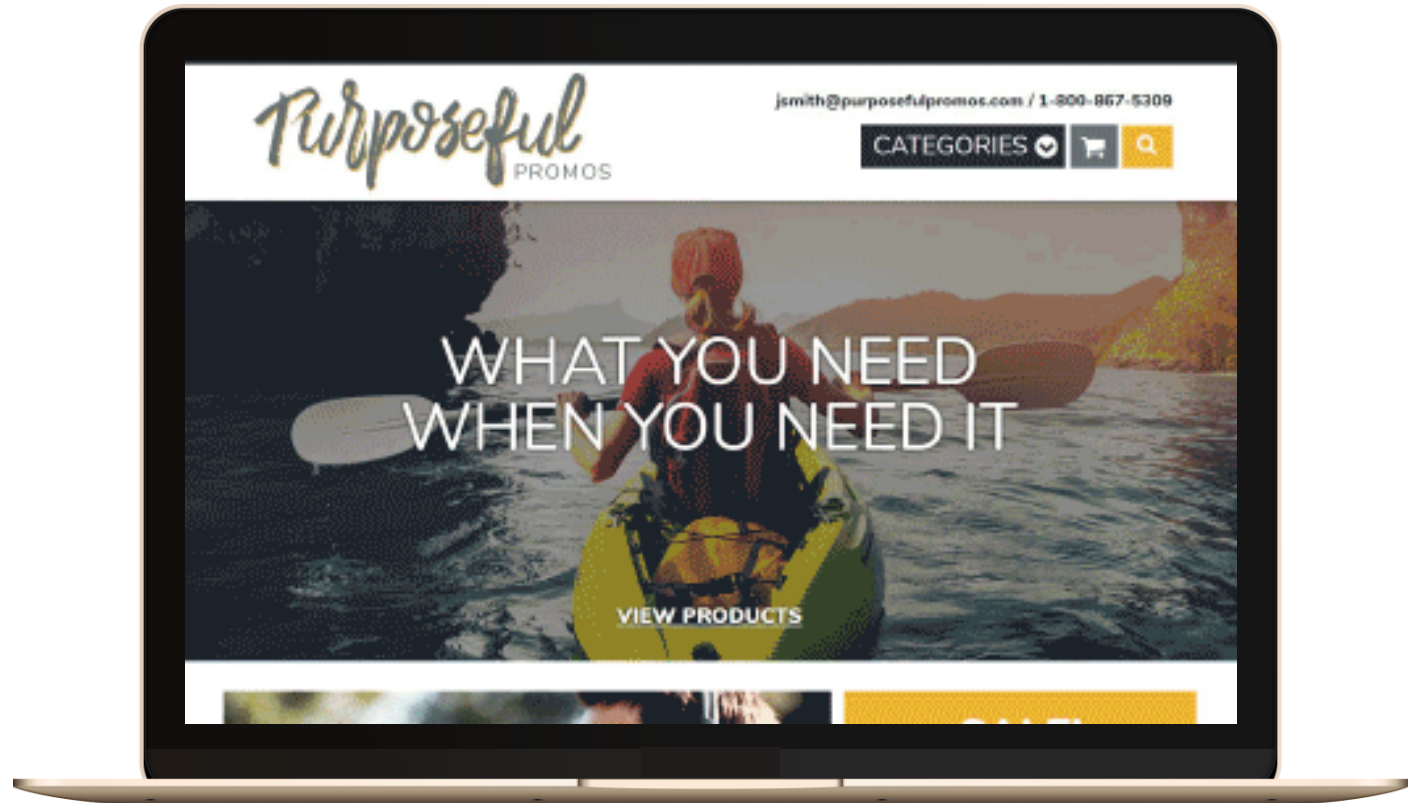 Purposeful
PROMOS
jsmith@purposefulpromos.com / 1-800-867-5309
CATEGORIES
WHAT YOU NEED
WHEN YOU NEED IT
VIEW PRODUCTS